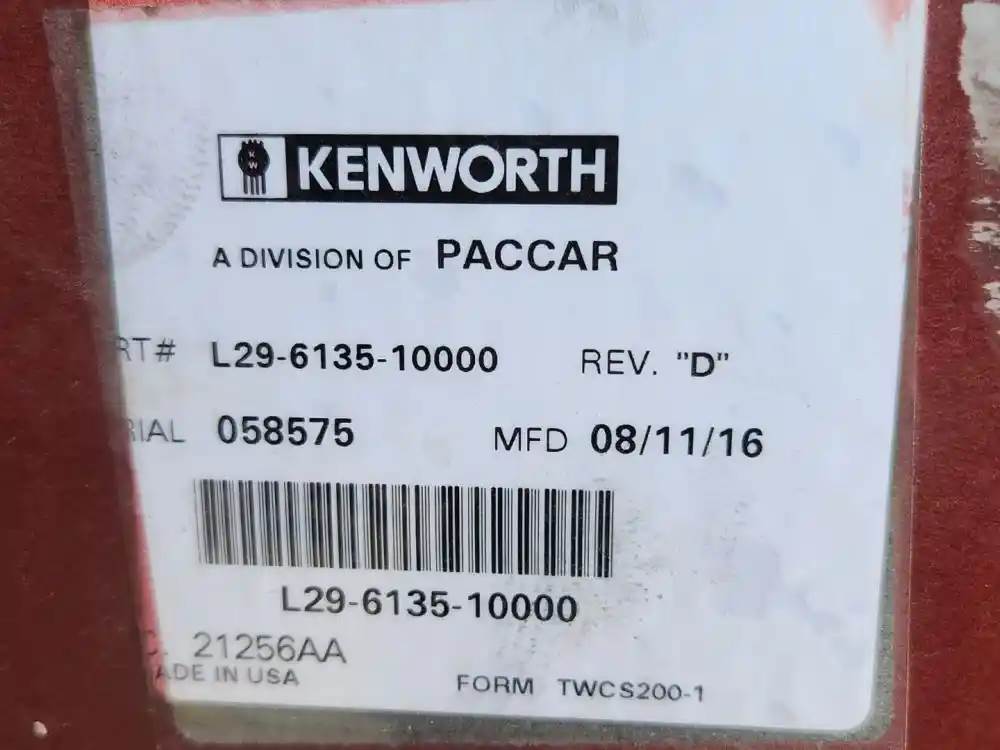 KW KENWORTH
A DIVISION OF PACCAR
RT# L29-6135-10000 REV. "D"
RIAL 058575 MFD 08/11/16
L29-6135-10000
C. 21256AA
ADE IN USA FORM TWCS200-1